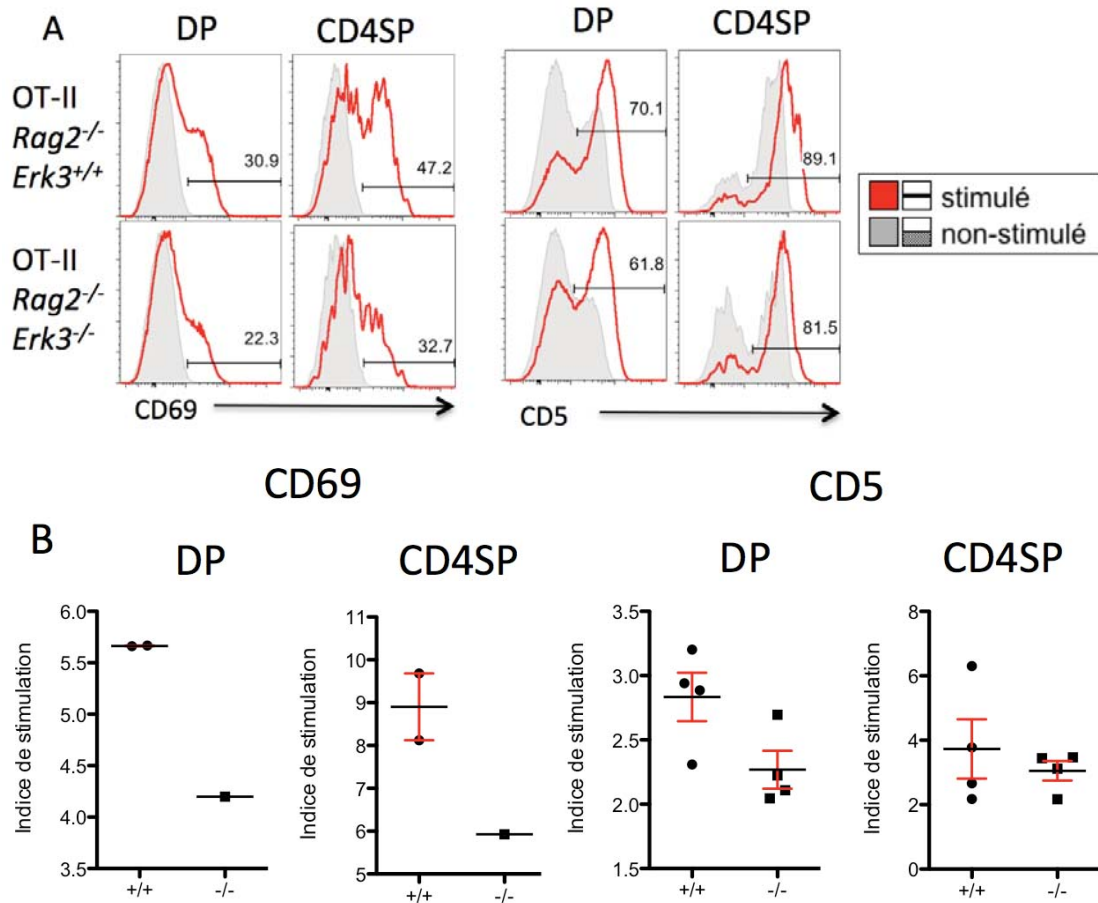 A
DP CD4SP DP CD4SP
OT-II
Rag2-/-
Erk3+/+
30.9 47.2 70.1 89.1
stimulé
non-stimulé
OT-II
Rag2-/-
Erk3-/-
22.3 32.7 61.8 81.5
CD69 CD5
CD69 CD5
B
DP CD4SP DP CD4SP
Indice de stimulation
6.0
5.5
5.0
4.5
4.0
3.5
+/+ -/-
Indice de stimulation
11
10
9
8
7
6
5
+/+ -/-
Indice de stimulation
3.5
3.0
2.5
2.0
1.5
+/+ -/-
Indice de stimulation
8
6
4
2
0
+/+ -/-